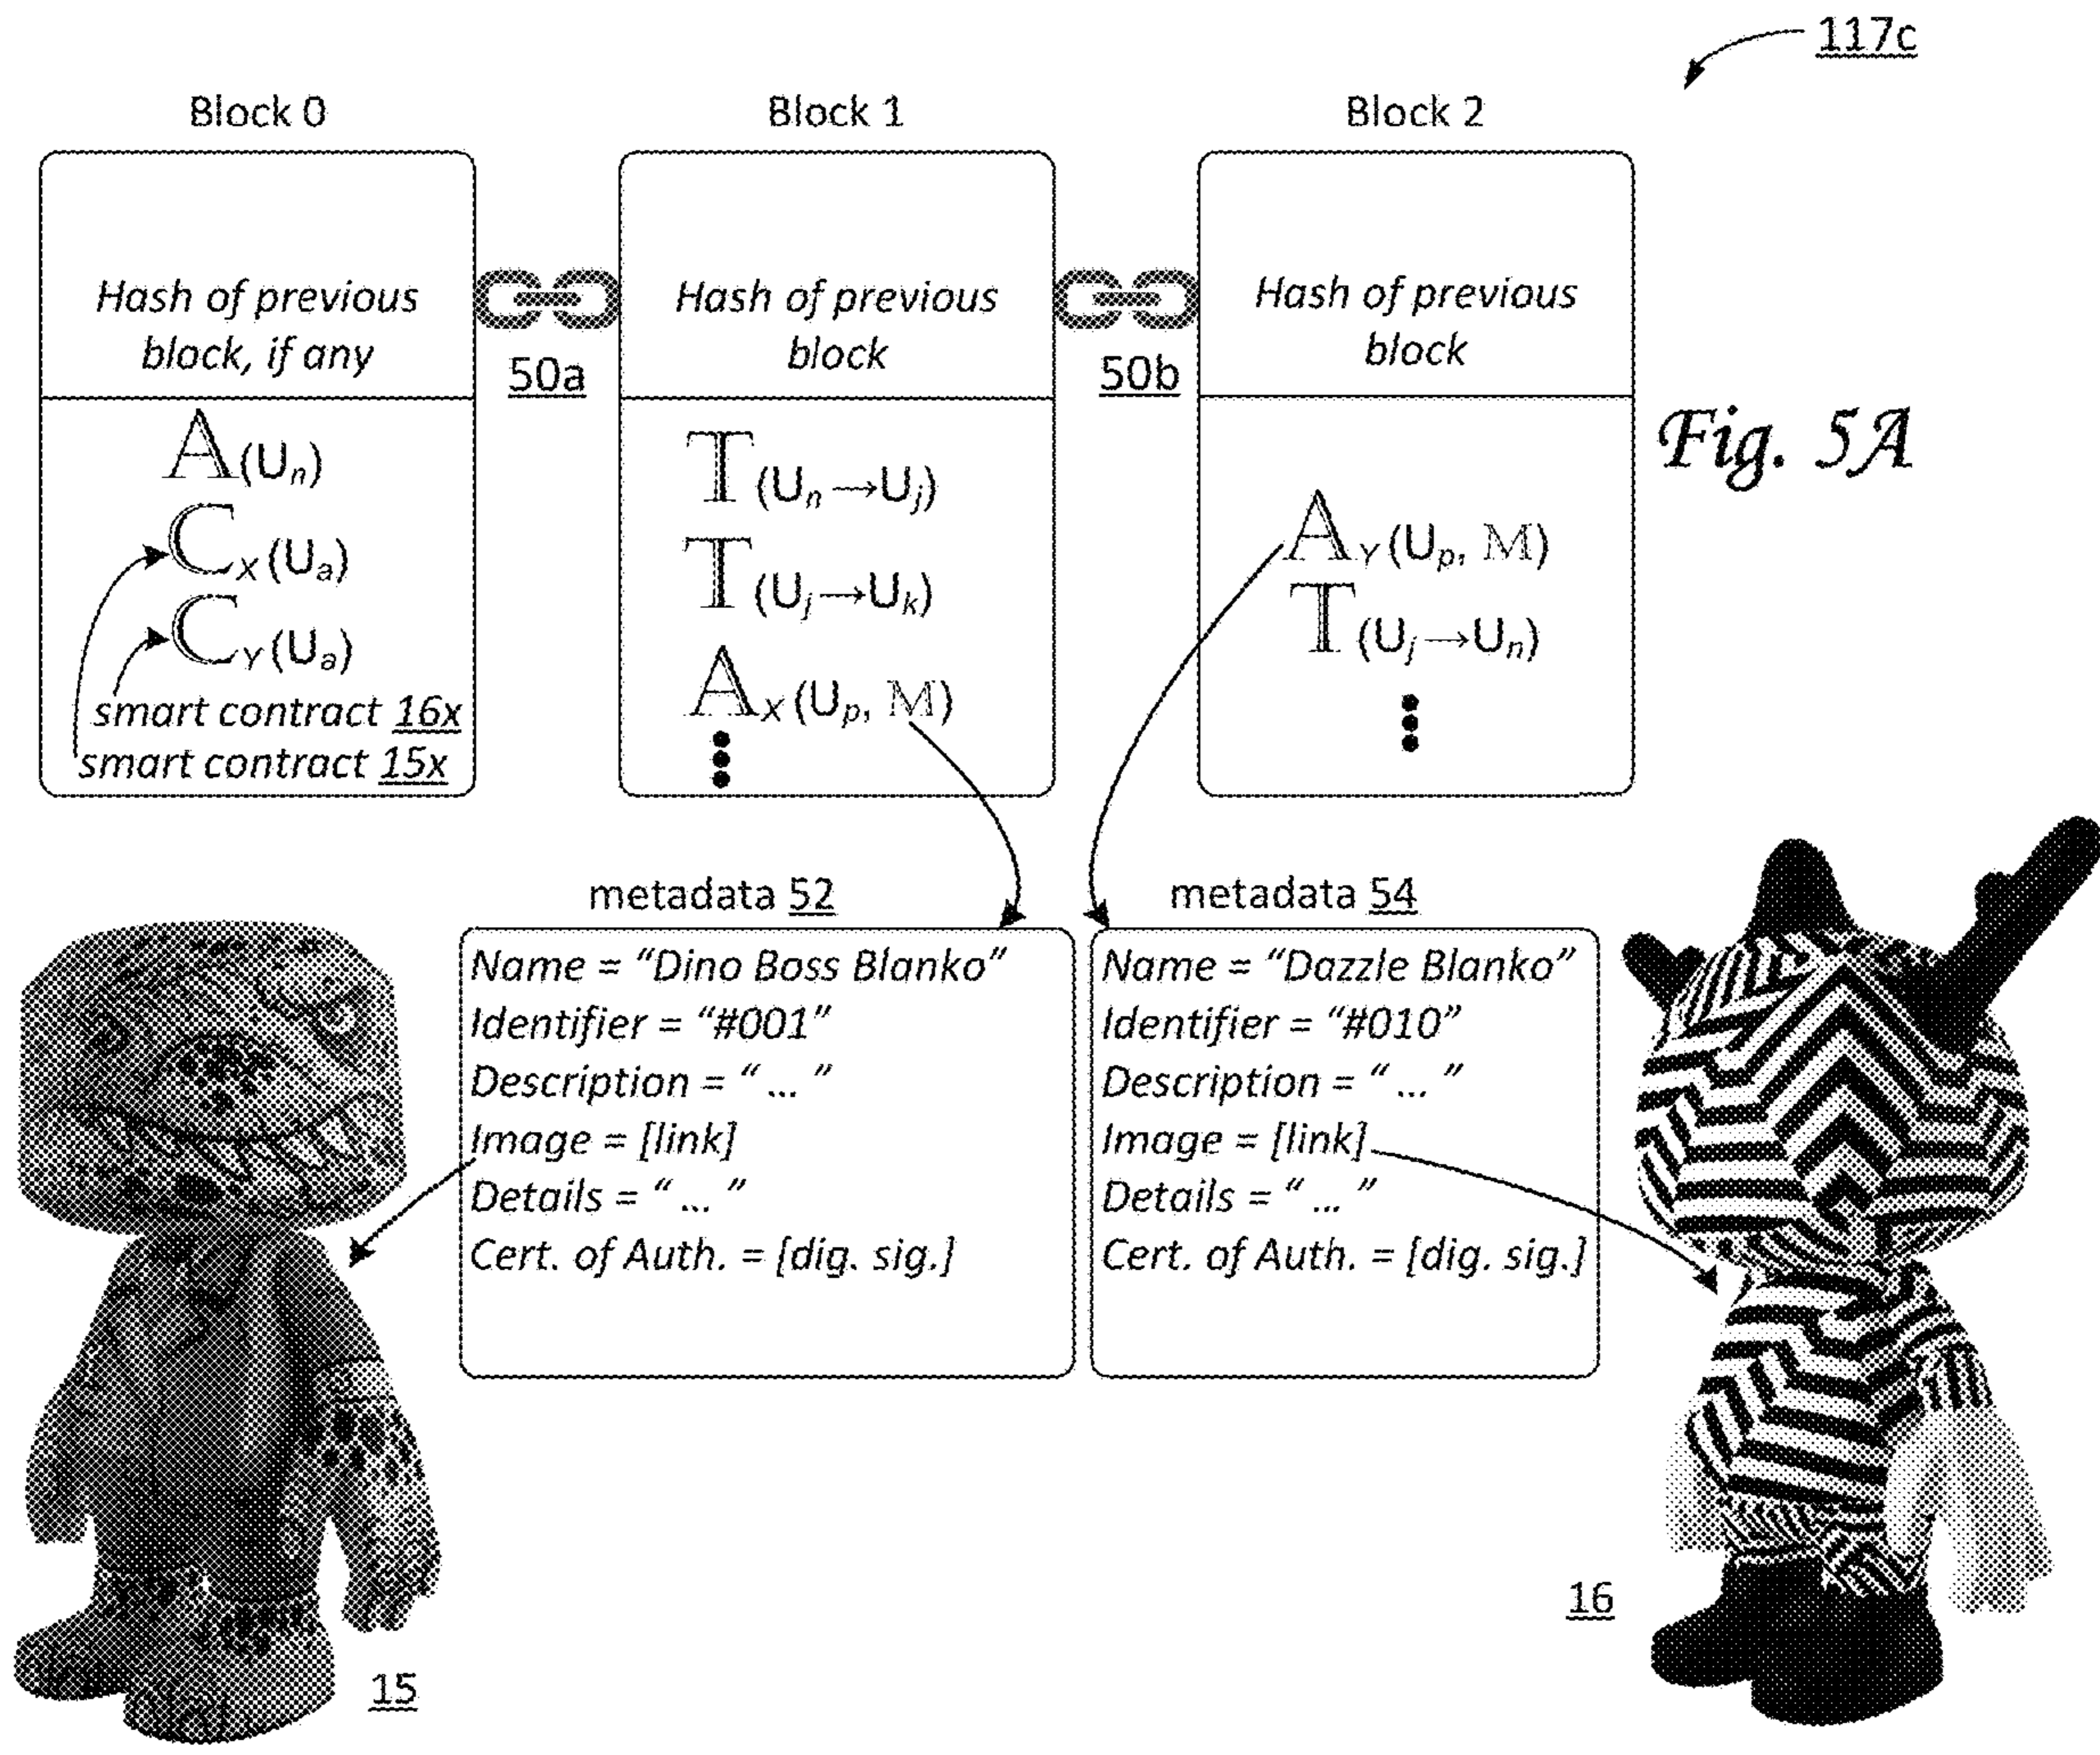 117c
Block 0
Block 1
Block 2
Hash of previous
block, if any
50a
Hash of previous
block
50b
Hash of previous
block
Fig. 5A
A(Un)
CX(Ua)
CY(Ua)
smart contract 16x
smart contract 15x
T(Un→Uj)
T(Uj→Uk)
AX(Up, M)
AY(Up, M)
T(Uj→Un)
metadata 52
Name = “Dino Boss Blanko”
Identifier = “#001”
Description = “ ... ”
Image = [link]
Details = “ ... ”
Cert. of Auth. = [dig. sig.]
metadata 54
Name = “Dazzle Blanko”
Identifier = “#010”
Description = “ ... ”
Image = [link]
Details = “ ... ”
Cert. of Auth. = [dig. sig.]
15
16